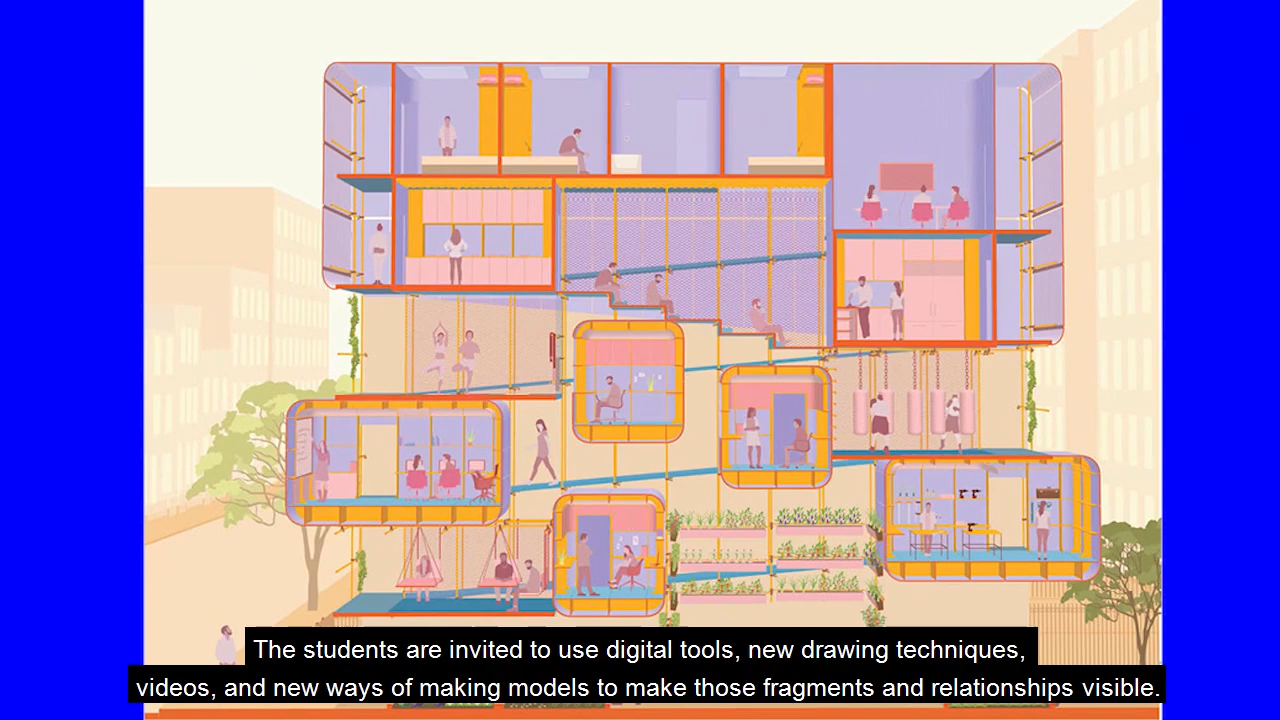 The students are invited to use digital tools, new drawing techniques,
videos, and new ways of making models to make those fragments and relationships visible.